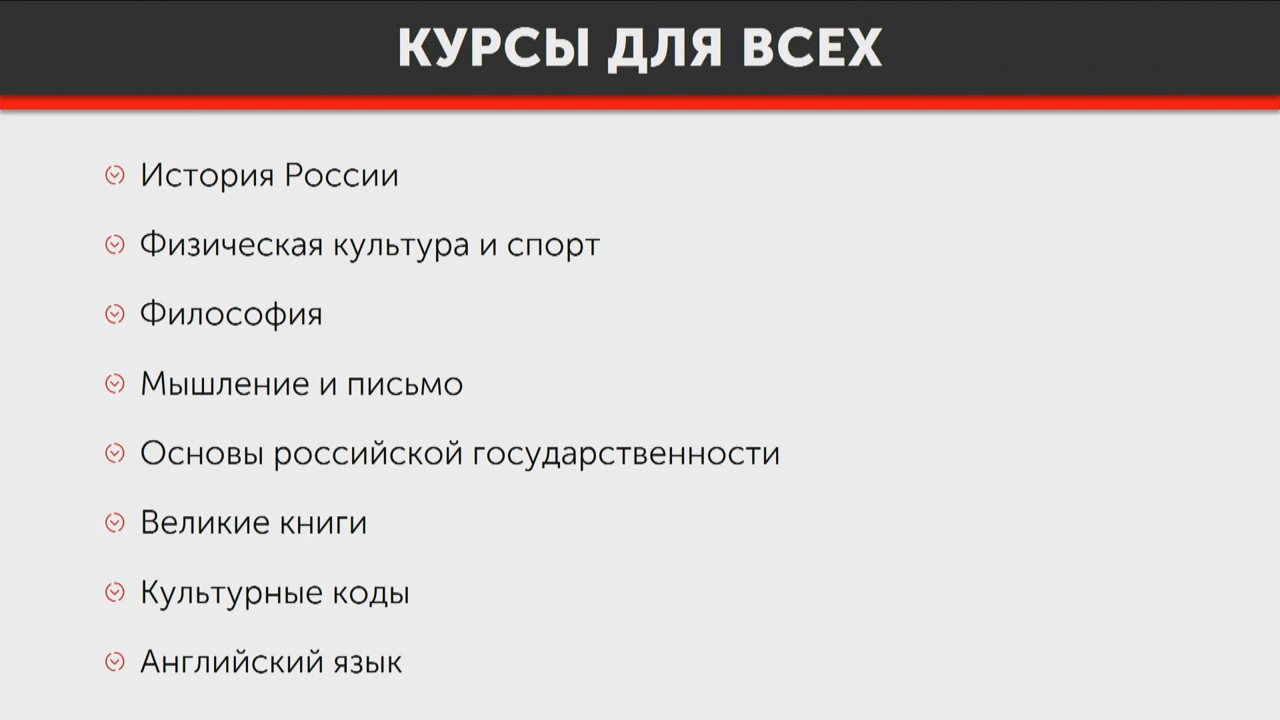 КУРСЫ ДЛЯ ВСЕХ
История России
Физическая культура и спорт
Философия
Мышление и письмо
Основы российской государственности
Великие книги
Культурные коды
Английский язык